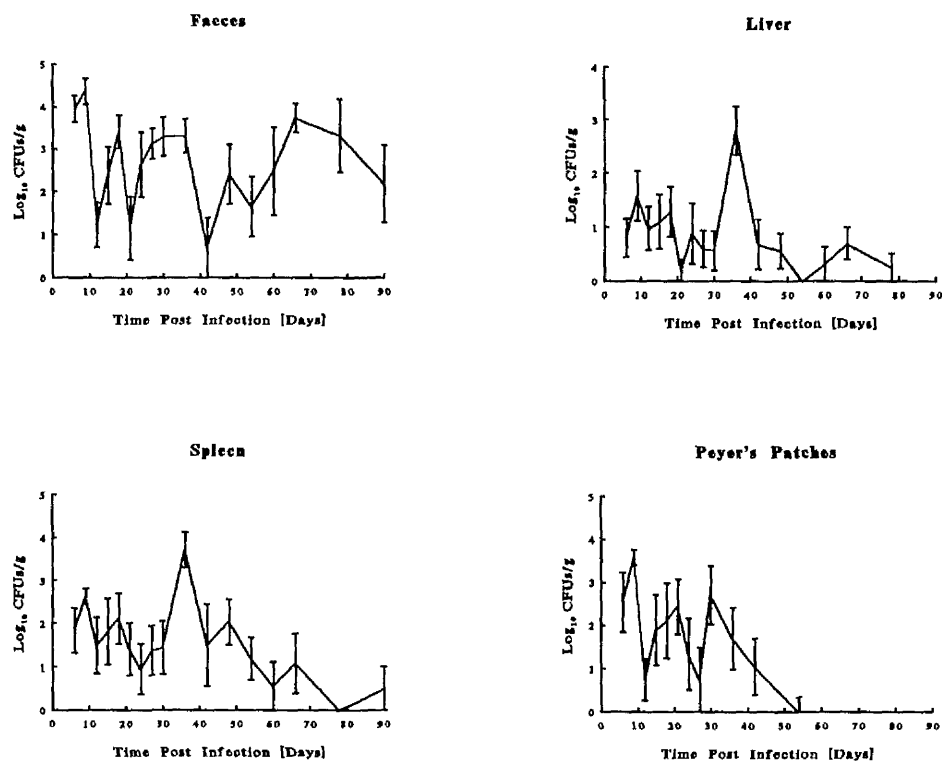 Faeces
5
4
3
2
1
0
Log₁₀ CFUs/g
0 10 20 30 40 50 60 70 80 90
Time Post Infection [Days]
Liver
4
3
2
1
0
Log₁₀ CFUs/g
0 10 20 30 40 50 60 70 80 90
Time Post Infection [Days]
Spleen
5
4
3
2
1
0
Log₁₀ CFUs/g
0 10 20 30 40 50 60 70 80 90
Time Post Infection [Days]
Peyer's Patches
5
4
3
2
1
0
Log₁₀ CFUs/g
0 10 20 30 40 50 60 70 80 90
Time Post Infection [Days]